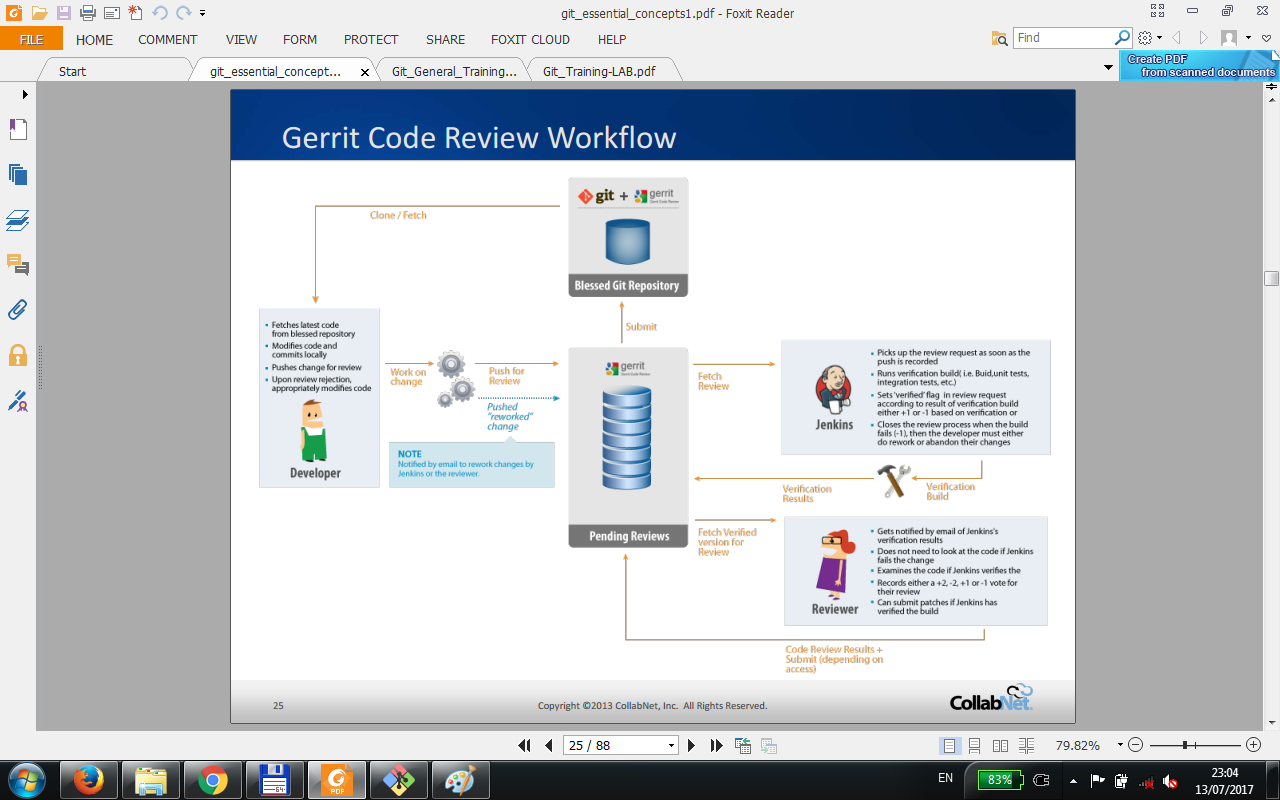 git_essential_concepts1.pdf - Foxit Reader
FILE HOME COMMENT VIEW FORM PROTECT SHARE FOXIT CLOUD HELP
Find
Start
git_essential_concept...
Git_General_Training...
Git_Training-LAB.pdf
Create PDF
from scanned documents
Gerrit Code Review Workflow
git + gerrit
Gerrit Code Review
Blessed Git Repository
Clone / Fetch
Submit
Fetches latest code
from blessed repository
Modifies code and
commits locally
Pushes change for review
Upon review rejection,
appropriately modifies code
Developer
Work on
change
Push for
Review
Pushed
"reworked"
change
NOTE
Notified by email to rework changes by
Jenkins or the reviewer.
gerrit
Gerrit Code Review
Pending Reviews
Fetch
Review
Jenkins
Picks up the review request as soon as the
push is recorded
Runs verification build( i.e. Buid,unit tests,
integration tests, etc.)
Sets 'verified' flag in review request
according to result of verification build
either +1 or -1 based on verification or
Closes the review process when the build
fails (-1), then the developer must either
do rework or abandon their changes
Verification
Results
Verification
Build
Fetch Verified
version for
Review
Reviewer
Gets notified by email of Jenkins's
verification results
Does not need to look at the code if Jenkins
fails the change
Examines the code if Jenkins verifies the
Records either a +2, -2, +1 or -1 vote for
their review
Can submit patches if Jenkins has
verified the build
Code Review Results +
Submit (depending on
access)
25
Copyright ©2013 CollabNet, Inc. All Rights Reserved.
CollabNet.
25 / 88
79.82%
PDF
EN
83%
23:04
13/07/2017